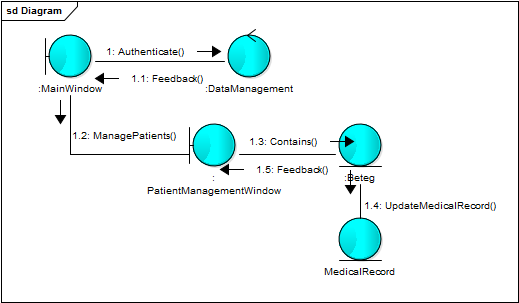 sd Diagram
1: Authenticate()
1.1: Feedback()
:MainWindow
:DataManagement
1.2: ManagePatients()
1.3: Contains()
1.5: Feedback()
:
PatientManagementWindow
:Beteg
1.4: UpdateMedicalRecord()
MedicalRecord